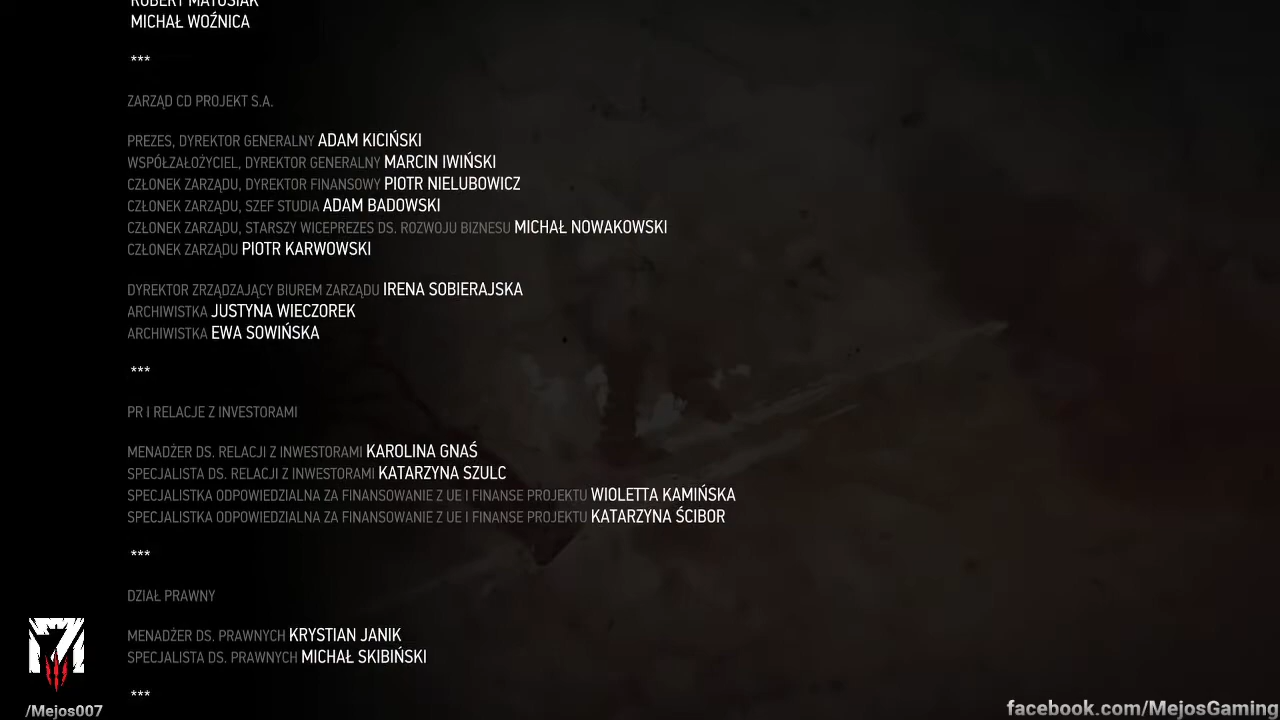 ROBERT MATUSIAK
MICHAŁ WOŹNICA
***
ZARZĄD CD PROJEKT S.A.
PREZES, DYREKTOR GENERALNY ADAM KICIŃSKI
WSPÓŁZAŁOŻYCIEL, DYREKTOR GENERALNY MARCIN IWIŃSKI
CZŁONEK ZARZĄDU, DYREKTOR FINANSOWY PIOTR NIELUBOWICZ
CZŁONEK ZARZĄDU, SZEF STUDIA ADAM BADOWSKI
CZŁONEK ZARZĄDU, STARSZY WICEPREZES DS. ROZWOJU BIZNESU MICHAŁ NOWAKOWSKI
CZŁONEK ZARZĄDU PIOTR KARWOWSKI
DYREKTOR ZRZĄDZAJĄCY BIUREM ZARZĄDU IRENA SOBIERAJSKA
ARCHIWISTKA JUSTYNA WIECZOREK
ARCHIWISTKA EWA SOWIŃSKA
***
PR I RELACJE Z INVESTORAMI
MENADŻER DS. RELACJI Z INWESTORAMI KAROLINA GNAŚ
SPECJALISTA DS. RELACJI Z INWESTORAMI KATARZYNA SZULC
SPECJALISTKA ODPOWIEDZIALNA ZA FINANSOWANIE Z UE I FINANSE PROJEKTU WIOLETTA KAMIŃSKA
SPECJALISTKA ODPOWIEDZIALNA ZA FINANSOWANIE Z UE I FINANSE PROJEKTU KATARZYNA ŚCIBOR
***
DZIAŁ PRAWNY
MENADŻER DS. PRAWNYCH KRYSTIAN JANIK
SPECJALISTA DS. PRAWNYCH MICHAŁ SKIBIŃSKI
***
/Mejos007
facebook.com/MejosGaming